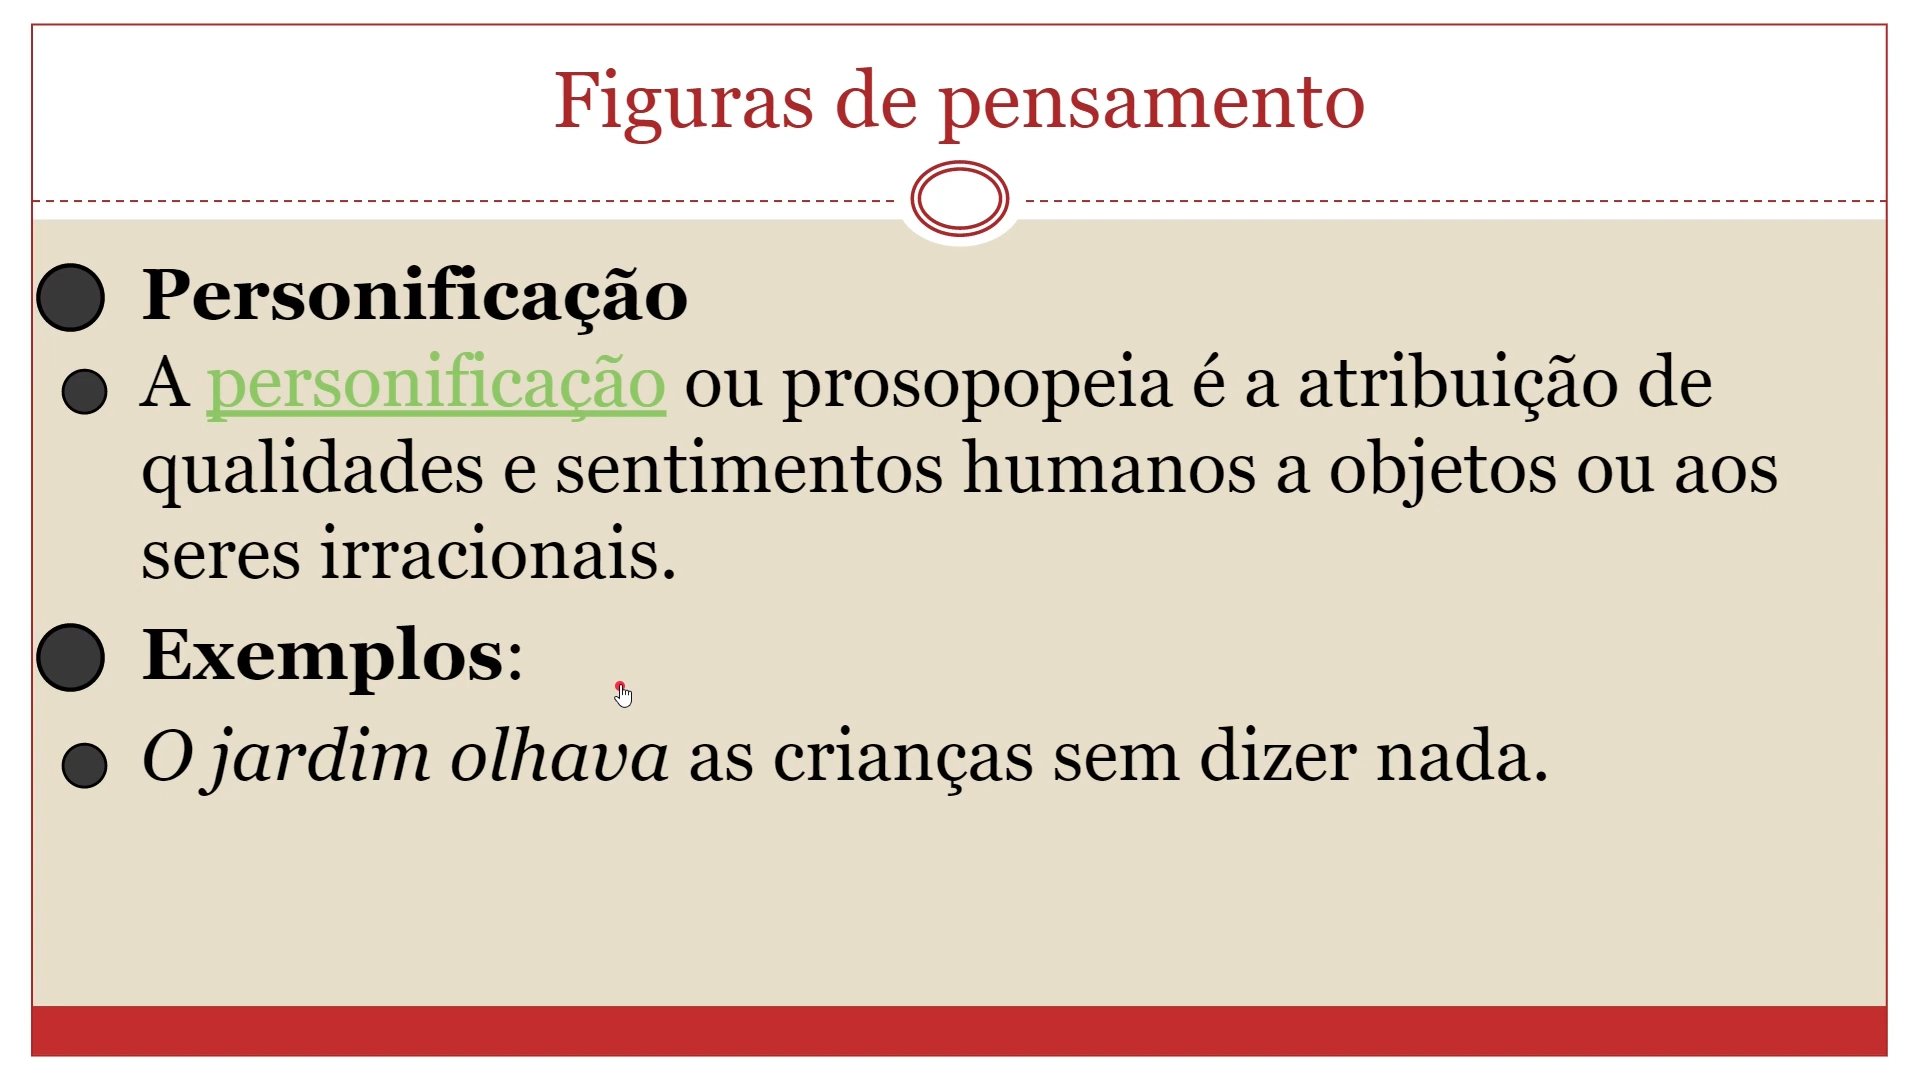 Figuras de pensamento
Personificação
A personificação ou prosopopeia é a atribuição de
qualidades e sentimentos humanos a objetos ou aos
seres irracionais.
Exemplos:
O jardim olhava as crianças sem dizer nada.